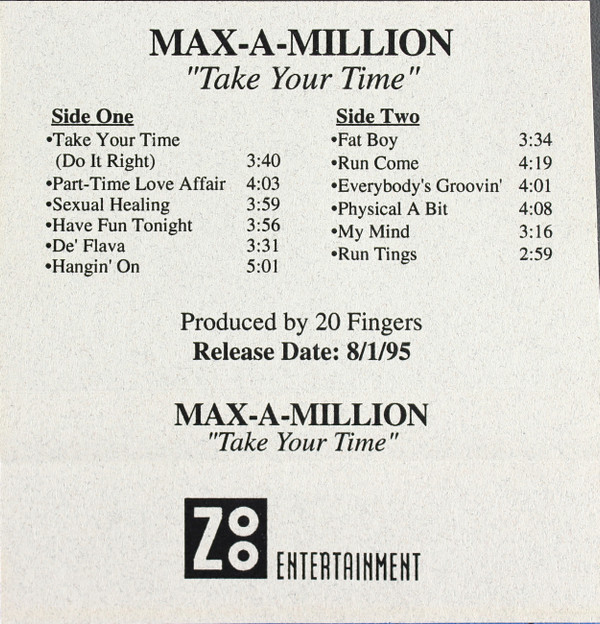 MAX-A-MILLION
"Take Your Time"
Side One
•Take Your Time
(Do It Right) 3:40
•Part-Time Love Affair 4:03
•Sexual Healing 3:59
•Have Fun Tonight 3:56
•De' Flava 3:31
•Hangin' On 5:01
Side Two
•Fat Boy 3:34
•Run Come 4:19
•Everybody's Groovin' 4:01
•Physical A Bit 4:08
•My Mind 3:16
•Run Tings 2:59
Produced by 20 Fingers
Release Date: 8/1/95
MAX-A-MILLION
"Take Your Time"
Zoo ENTERTAINMENT